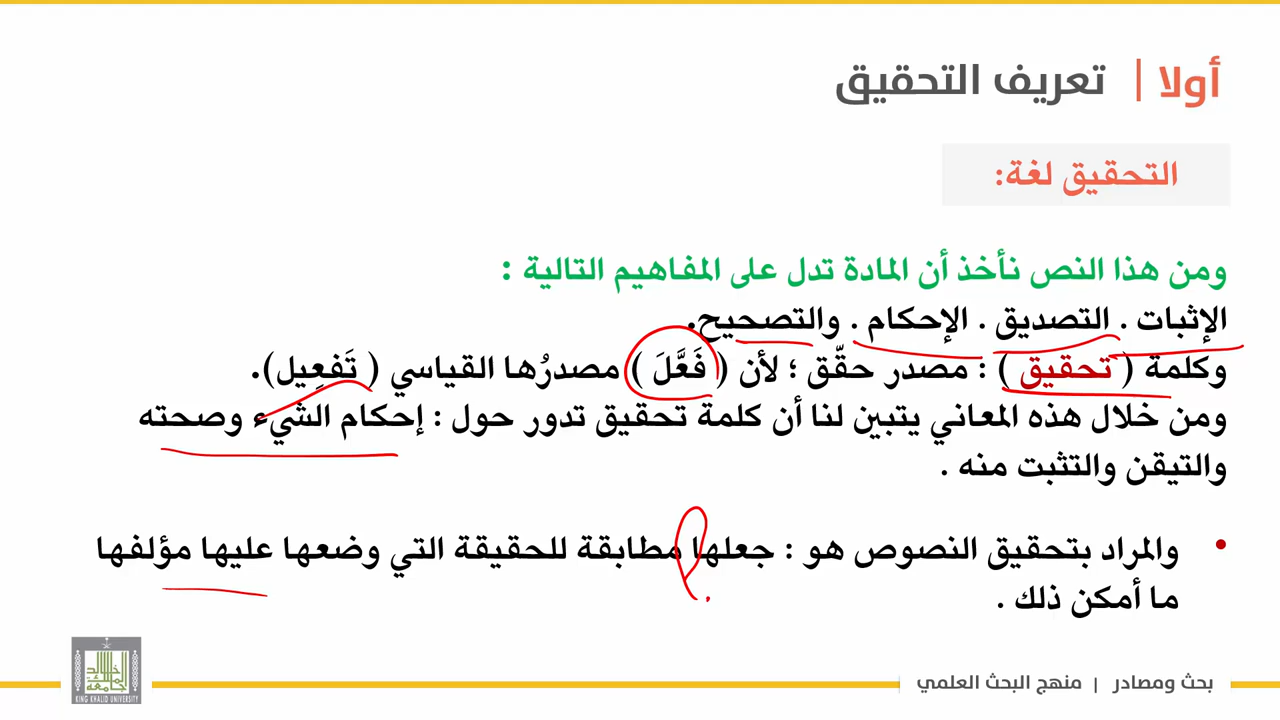 أولا | تعريف التحقيق
التحقيق لغة:
ومن هذا النص نأخذ أن المادة تدل على المفاهيم التالية :
الإثبات . التصديق . الإحكام . والتصحيح.
وكلمة ( تحقيق ) : مصدر حقّق ؛ لأن ( فَعَّلَ ) مصدرُها القياسي ( تَفعِيل).
ومن خلال هذه المعاني يتبين لنا أن كلمة تحقيق تدور حول : إحكام الشيء وصحته
والتيقن والتثبت منه .
• والمراد بتحقيق النصوص هو : جعلها مطابقة للحقيقة التي وضعها عليها مؤلفها
ما أمكن ذلك .
بحث ومصادر | منهج البحث العلمي
KING KHALID UNIVERSITY